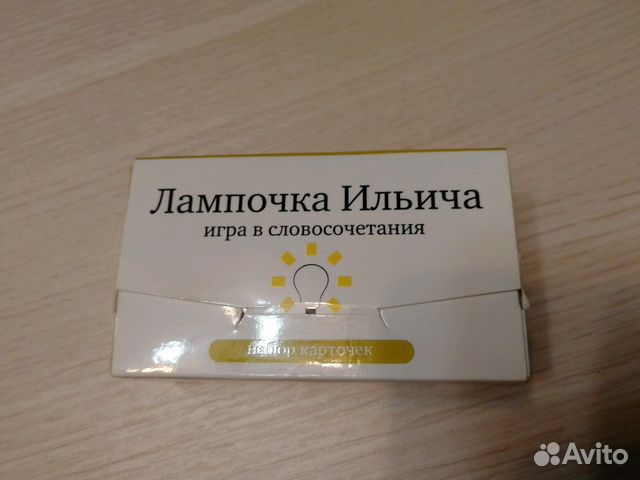 Лампочка Ильича
игра в словосочетания
набор карточек
Avito